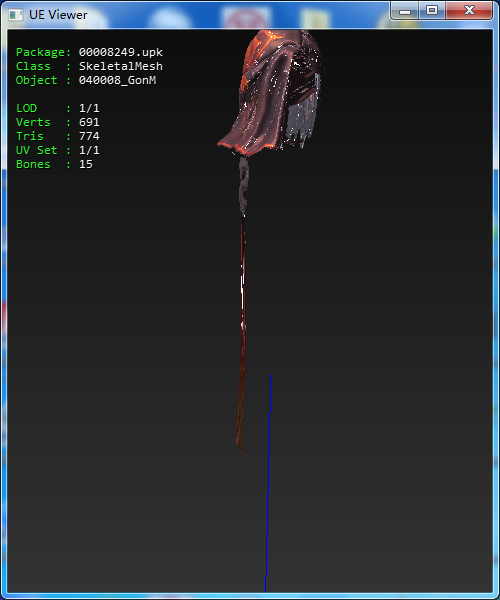 UE Viewer
Package: 00008249.upk
Class  : SkeletalMesh
Object : 040008_GonM
LOD    : 1/1
Verts  : 691
Tris   : 774
UV Set : 1/1
Bones  : 15